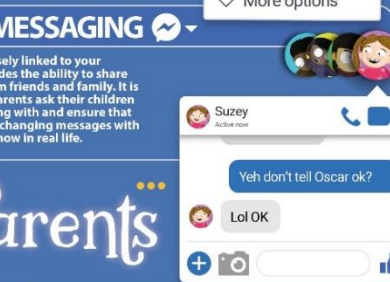 More options
MESSAGING
sely linked to your
des the ability to share
m friends and family. It is
arents ask their children
ng with and ensure that
changing messages with
now in real life.
Suzey
Active now
Yeh don't tell Oscar ok?
Lol OK
arents